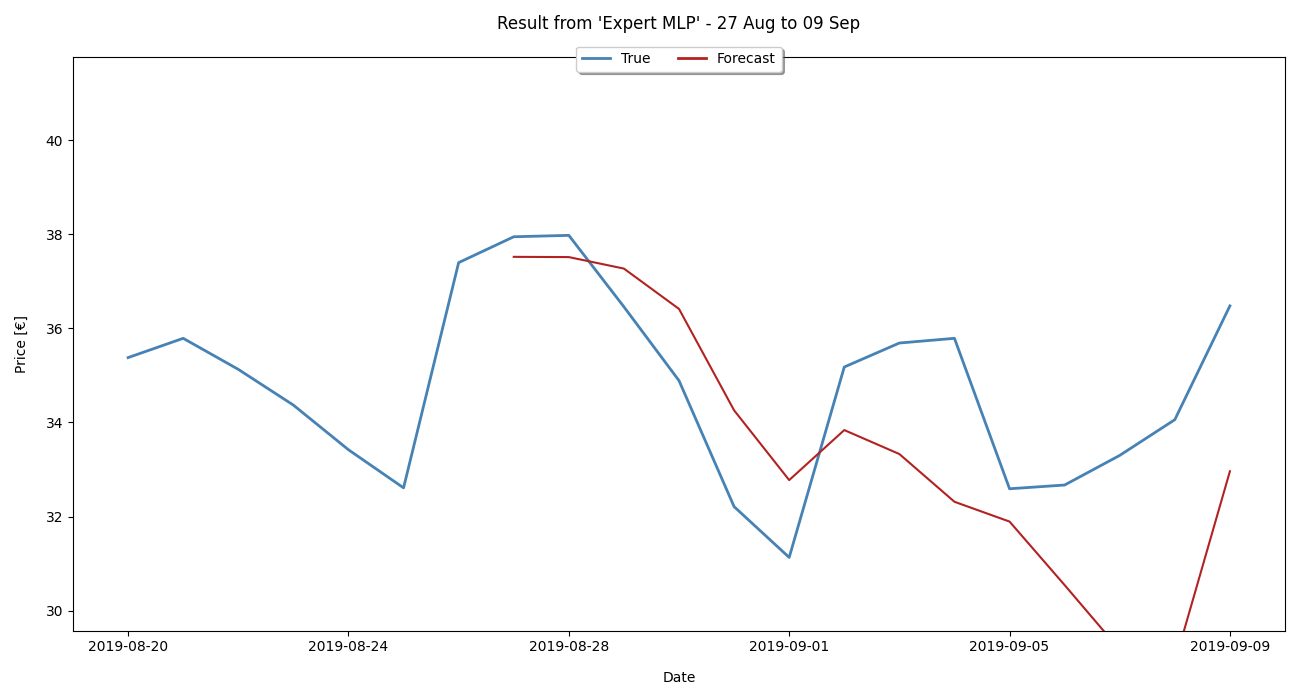 Result from 'Expert MLP' - 27 Aug to 09 Sep
True Forecast
40
38
36
34
32
30
Price [€]
2019-08-20 2019-08-24 2019-08-28 2019-09-01 2019-09-05 2019-09-09
Date